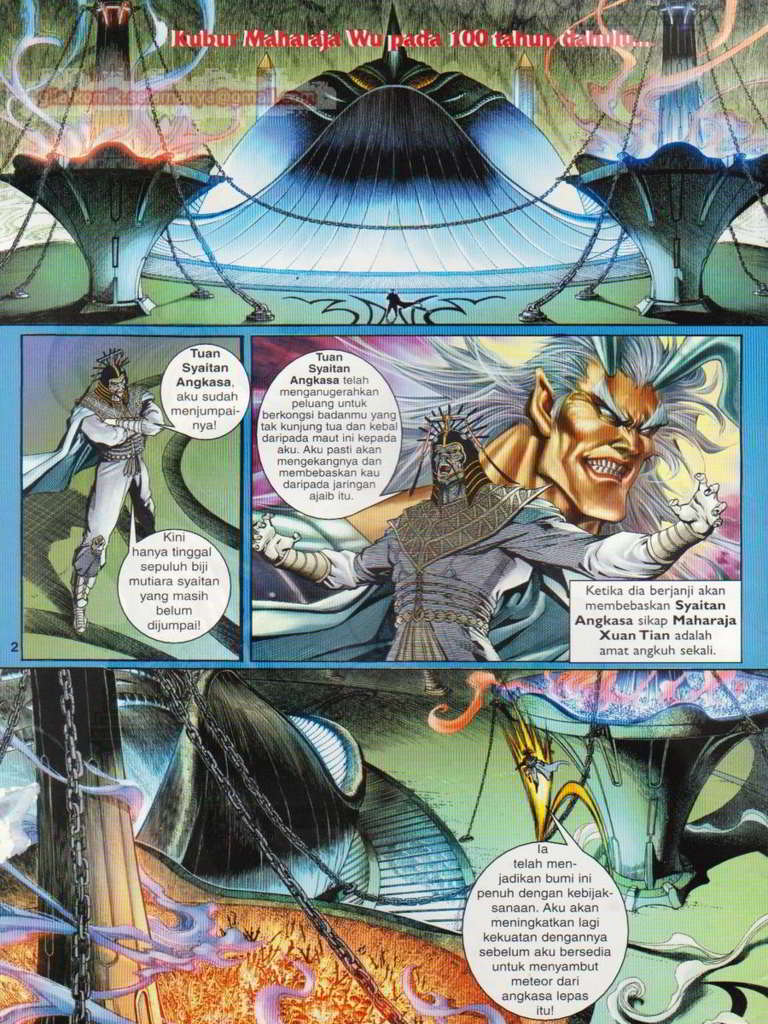 Kubur Maharaja Wu pada 100 tahun dahulu...
Tuan
Syaitan
Angkasa,
aku sudah
menjumpai-
nya!
Kini
hanya tinggal
sepuluh biji
mutiara syaitan
yang masih
belum
dijumpai!
Tuan
Syaitan
Angkasa telah
menganugerahkan
peluang untuk
berkongsi badanmu yang
tak kunjung tua dan kebal
daripada maut ini kepada
aku. Aku pasti akan
mengekangnya dan
membebaskan kau
daripada jaringan
ajaib itu.
Ketika dia berjanji akan
membebaskan Syaitan
Angkasa sikap Maharaja
Xuan Tian adalah
amat angkuh sekali.
2
Ia
telah men-
jadikan bumi ini
penuh dengan kebijak-
sanaan. Aku akan
meningkatkan lagi
kekuatan dengannya
sebelum aku bersedia
untuk menyambut
meteor dari
angkasa lepas
itu!